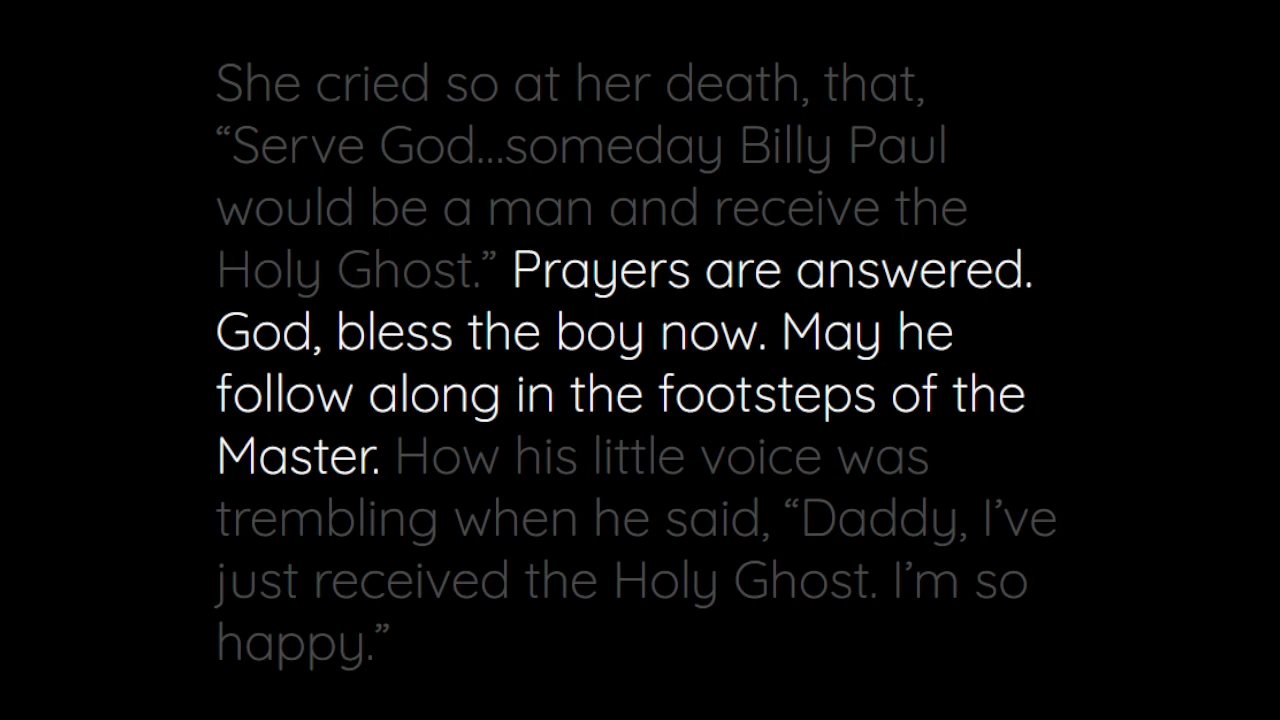 She cried so at her death, that,
“Serve God...someday Billy Paul
would be a man and receive the
Holy Ghost.” Prayers are answered.
God, bless the boy now. May he
follow along in the footsteps of the
Master. How his little voice was
trembling when he said, “Daddy, I’ve
just received the Holy Ghost. I’m so
happy.”